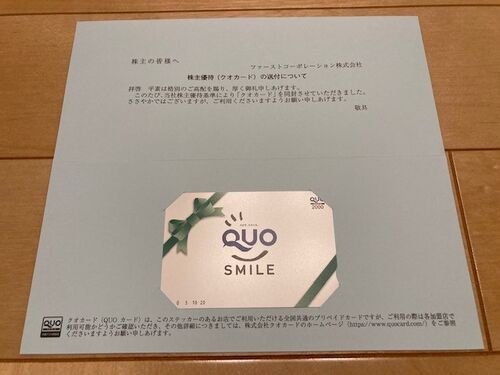 株主の皆様へ
ファーストコーポレーション株式会社
株主優待（クオカード）の送付について
拝啓　平素は格別のご高配を賜り、厚く御礼申しあげます。
このたび、当社株主優待基準により「クオカード」を同封させていただきました。
ささやかではございますが、ご利用くださいますようお願い申しあげます。
敬具
QUO
2000
QUO
SMILE
0 5 10 20
QUO
クオカード（QUO カード）は、このステッカーのあるお店でご利用いただける全国共通のプリペイドカードですが、ご利用の際は各加盟店で
利用可能かどうかご確認いただき、その他詳細につきましては、株式会社クオカードのホームページ（https://www.quocard.com/）をご参照
くださいますようお願い申しあげます。